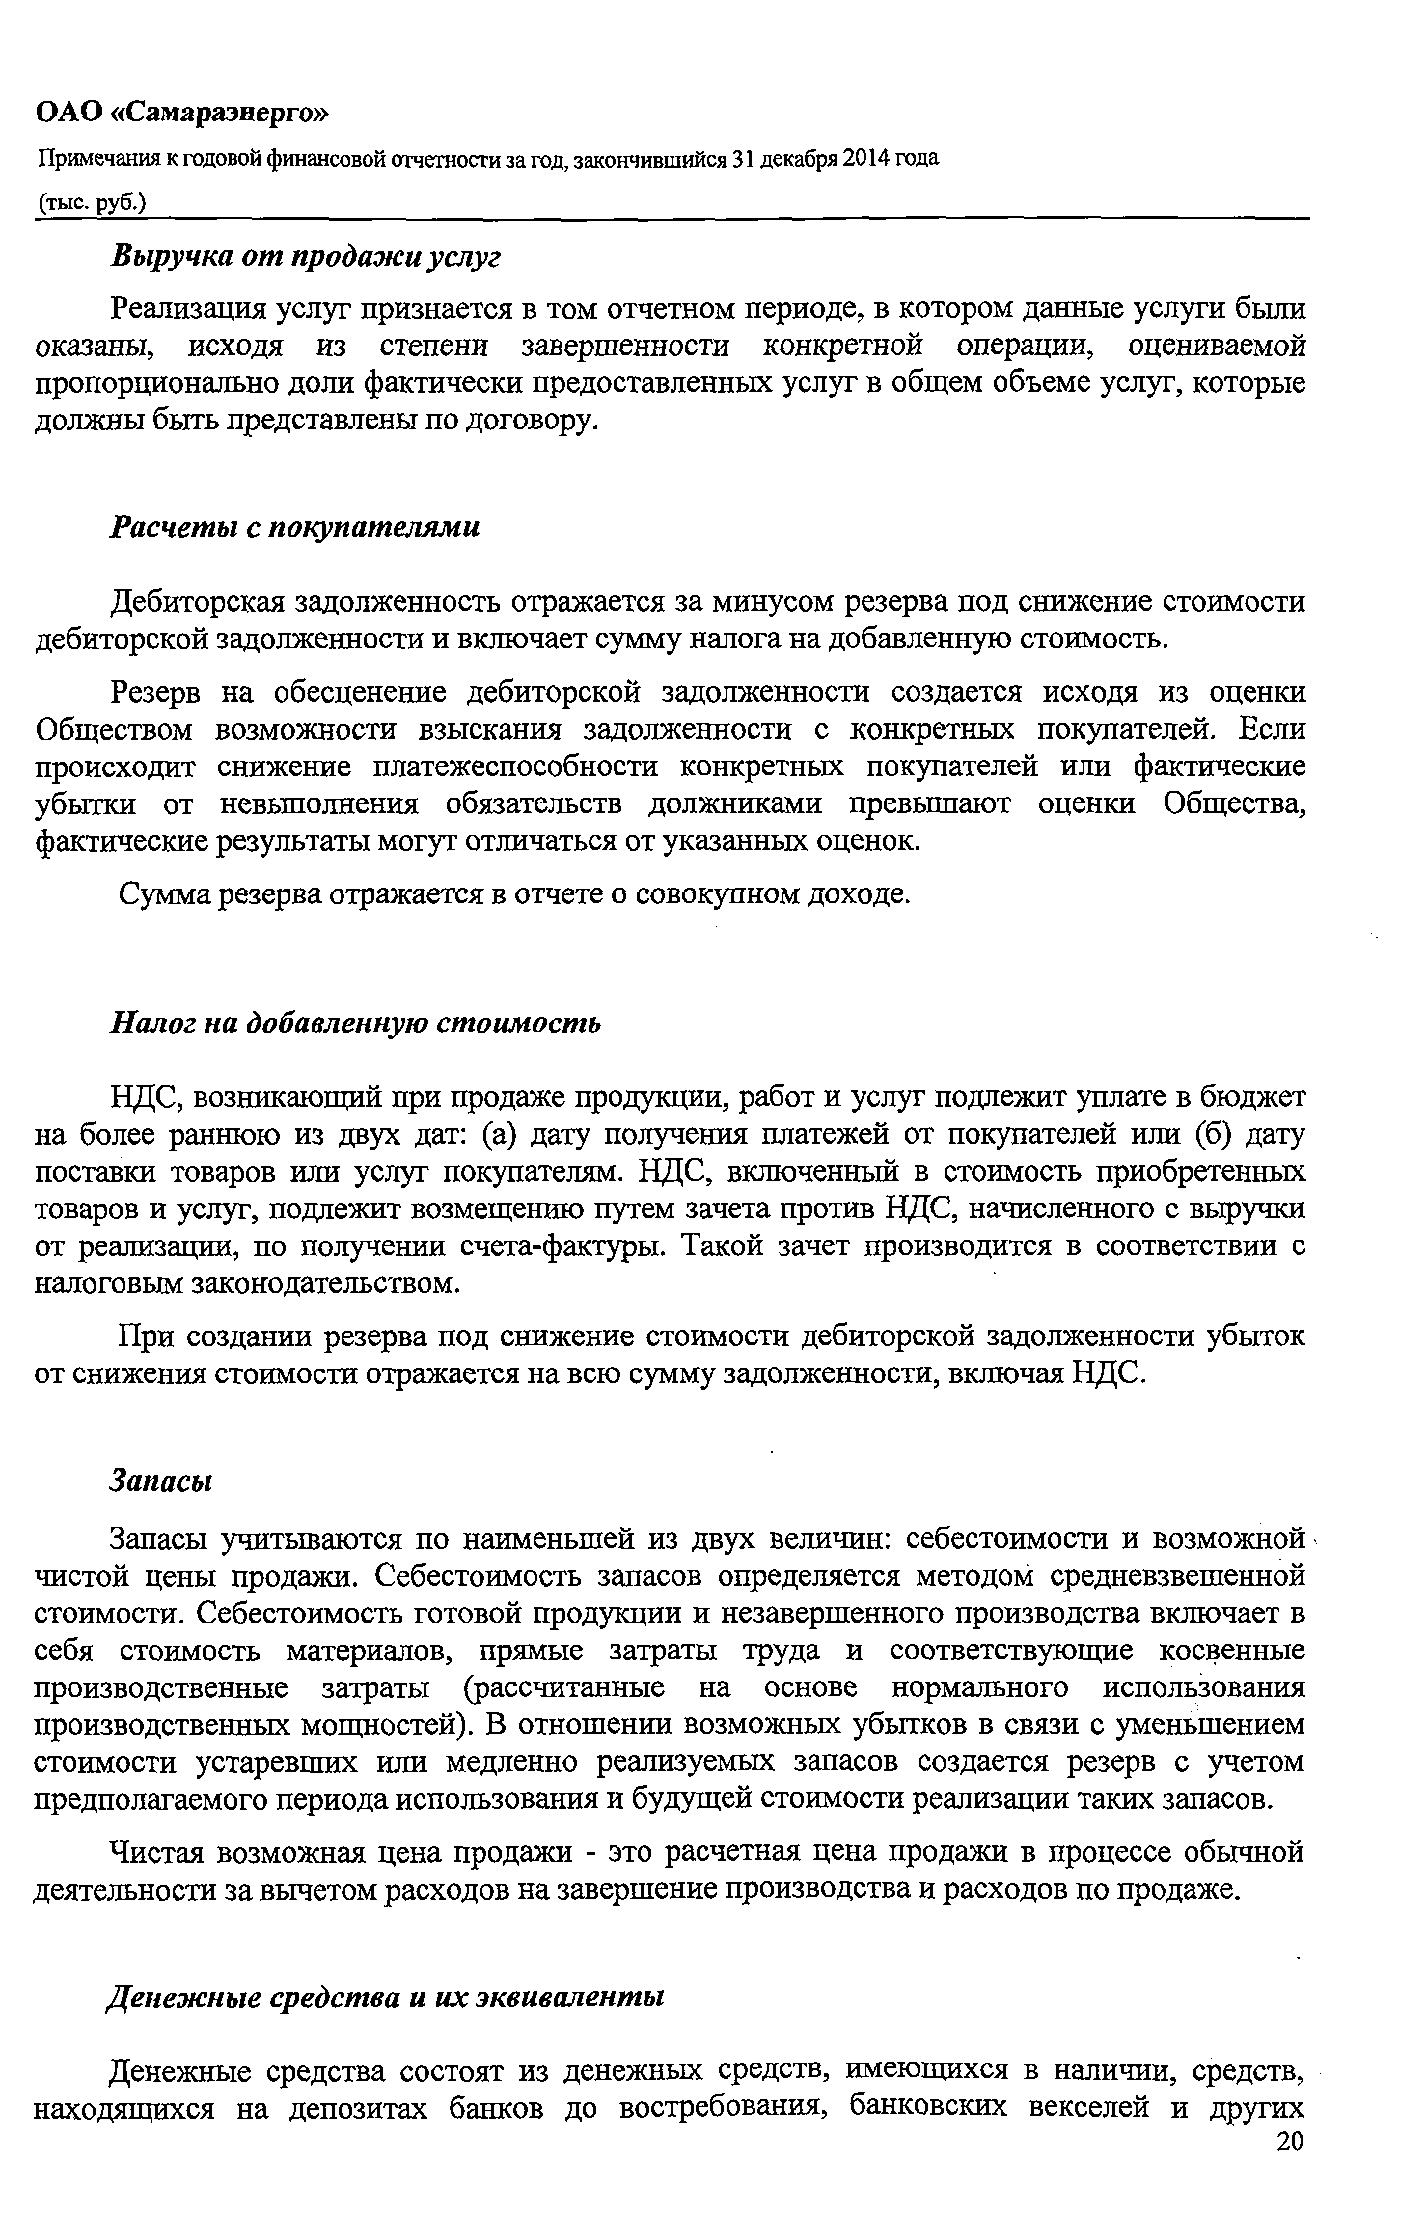 ОАО «Самараэнерго»
Примечания к годовой финансовой отчетности за год, закончившийся 31 декабря 2014 года
(тыс. руб.)
Выручка от продажи услуг
Реализация услуг признается в том отчетном периоде, в котором данные услуги были
оказаны, исходя из степени завершенности конкретной операции, оцениваемой
пропорционально доли фактически предоставленных услуг в общем объеме услуг, которые
должны быть представлены по договору.
Расчеты с покупателями
Дебиторская задолженность отражается за минусом резерва под снижение стоимости
дебиторской задолженности и включает сумму налога на добавленную стоимость.
Резерв на обесценение дебиторской задолженности создается исходя из оценки
Обществом возможности взыскания задолженности с конкретных покупателей. Если
происходит снижение платежеспособности конкретных покупателей или фактические
убытки от невыполнения обязательств должниками превышают оценки Общества,
фактические результаты могут отличаться от указанных оценок.
Сумма резерва отражается в отчете о совокупном доходе.
Налог на добавленную стоимость
НДС, возникающий при продаже продукции, работ и услуг подлежит уплате в бюджет
на более раннюю из двух дат: (а) дату получения платежей от покупателей или (б) дату
поставки товаров или услуг покупателям. НДС, включенный в стоимость приобретенных
товаров и услуг, подлежит возмещению путем зачета против НДС, начисленного с выручки
от реализации, по получении счета-фактуры. Такой зачет производится в соответствии с
налоговым законодательством.
При создании резерва под снижение стоимости дебиторской задолженности убыток
от снижения стоимости отражается на всю сумму задолженности, включая НДС.
Запасы
Запасы учитываются по наименьшей из двух величин: себестоимости и возможной
чистой цены продажи. Себестоимость запасов определяется методом средневзвешенной
стоимости. Себестоимость готовой продукции и незавершенного производства включает в
себя стоимость материалов, прямые затраты труда и соответствующие косвенные
производственные затраты (рассчитанные на основе нормального использования
производственных мощностей). В отношении возможных убытков в связи с уменьшением
стоимости устаревших или медленно реализуемых запасов создается резерв с учетом
предполагаемого периода использования и будущей стоимости реализации таких запасов.
Чистая возможная цена продажи - это расчетная цена продажи в процессе обычной
деятельности за вычетом расходов на завершение производства и расходов по продаже.
Денежные средства и их эквиваленты
Денежные средства состоят из денежных средств, имеющихся в наличии, средств,
находящихся на депозитах банков до востребования, банковских векселей и других
20